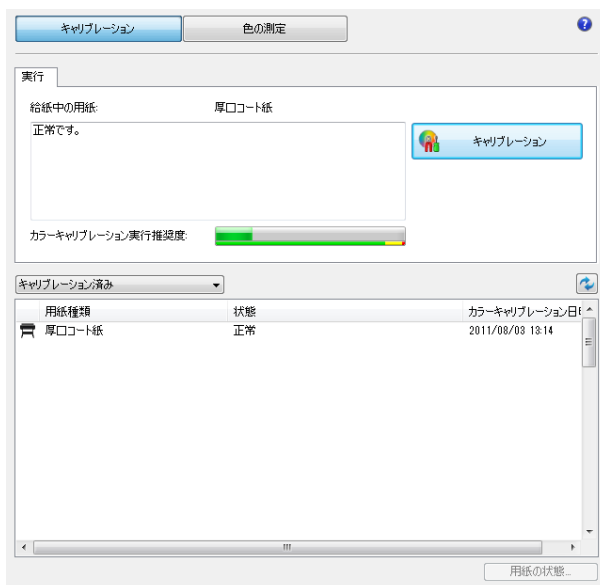 キャリブレーション 色の測定
実行
給紙中の用紙: 厚口コート紙
正常です。
キャリブレーション
カラーキャリブレーション実行推奨度:
キャリブレーション済み
用紙種類 状態 カラーキャリブレーション日
厚口コート紙 正常 2011/08/03 13:14
用紙の状態...